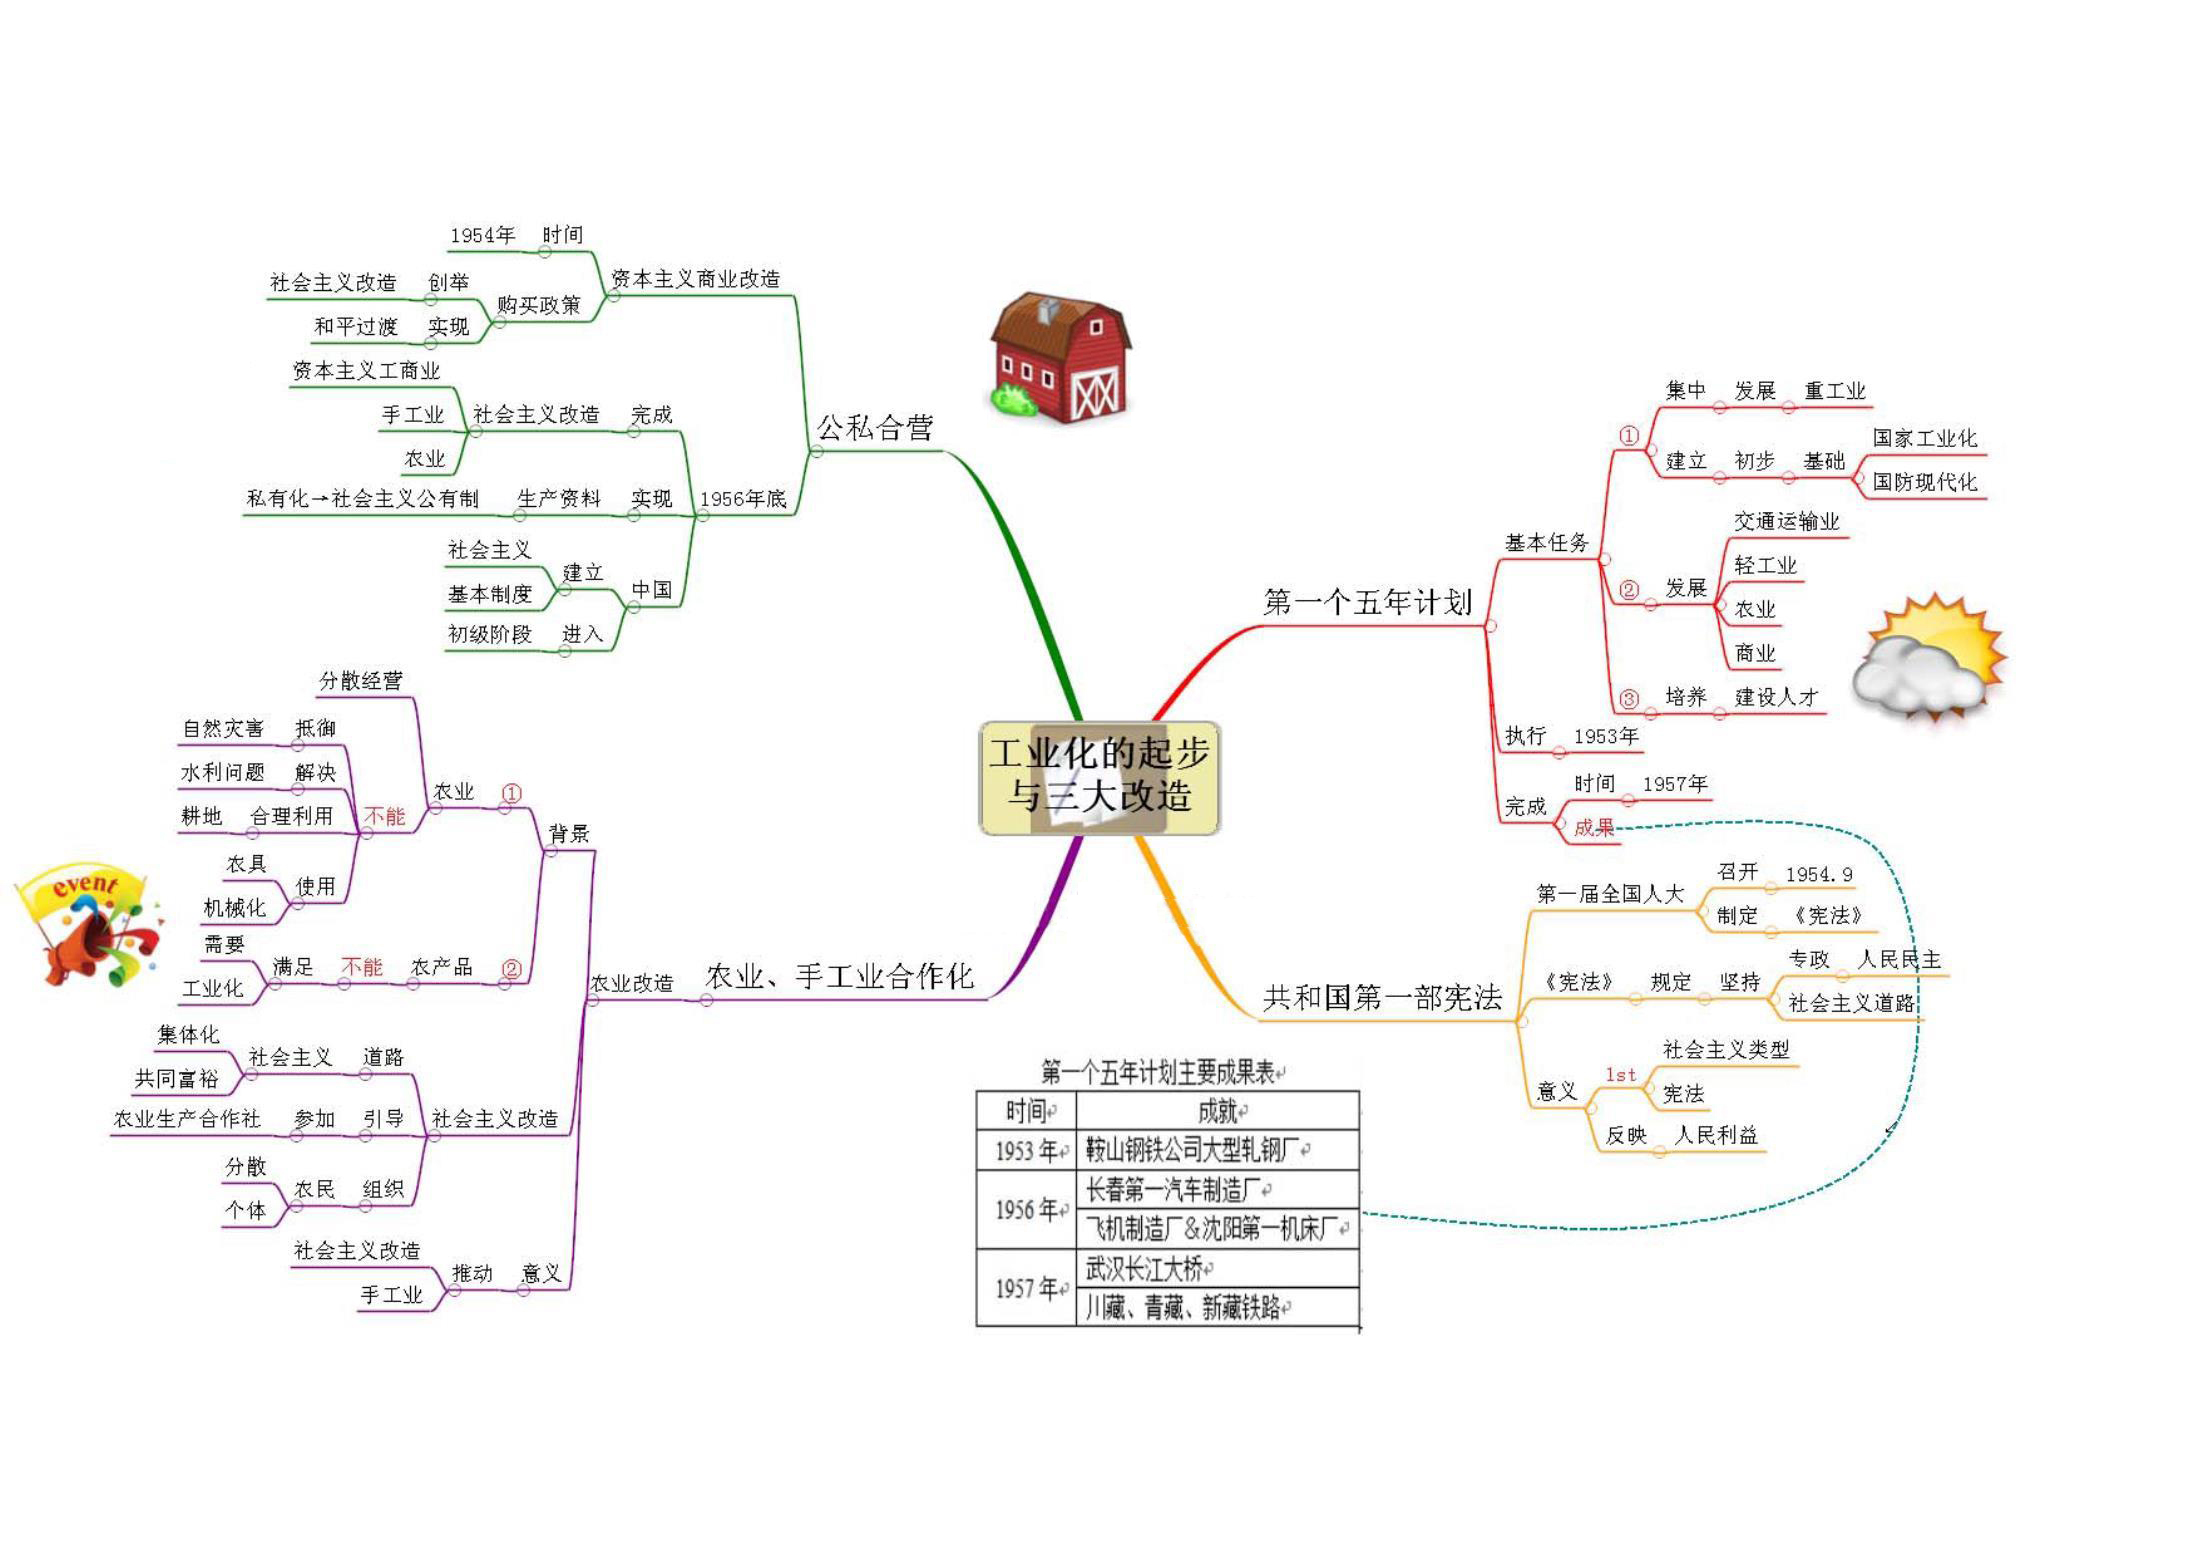 工业化的起步
与三大改造
第一个五年计划
基本任务
①
集中 发展 重工业
建立 初步 基础
国家工业化
国防现代化
②
发展
交通运输业
轻工业
农业
商业
③ 培养 建设人才
执行 1953年
完成
时间 1957年
成果
共和国第一部宪法
第一届全国人大
召开 1954.9
制定 《宪法》
《宪法》 规定 坚持
专政 人民民主
社会主义道路
意义
1st
社会主义类型
宪法
反映 人民利益
公私合营
资本主义商业改造
1954年 时间
购买政策
社会主义改造 创举
和平过渡 实现
1956年底
资本主义工商业
手工业
农业
社会主义改造 完成
私有化→社会主义公有制 生产资料 实现
社会主义
基本制度
建立
初级阶段 进入
中国
农业、手工业合作化
农业改造
背景
农业 ①
分散经营
不能
自然灾害 抵御
水利问题 解决
耕地 合理利用
农具
机械化
使用
需要
工业化
满足 不能 农产品 ②
社会主义改造
集体化
共同富裕
社会主义 道路
农业生产合作社 参加 引导
分散
个体
农民 组织
社会主义改造
手工业
推动 意义
event
第一个五年计划主要成果表
时间 成就
1953年 鞍山钢铁公司大型轧钢厂
1956年 长春第一汽车制造厂
飞机制造厂&沈阳第一机床厂
1957年 武汉长江大桥
川藏、青藏、新藏铁路